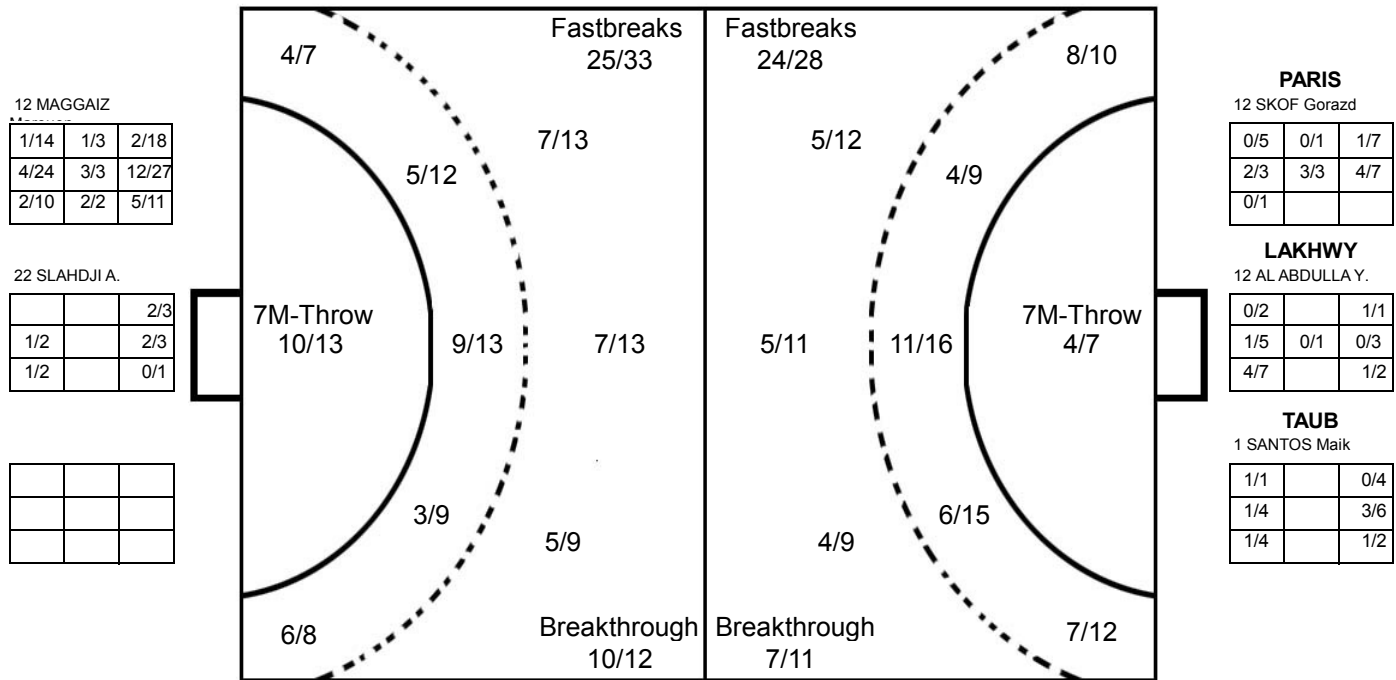 12 MAGGAIZ
1/14 1/3 2/18
4/24 3/3 12/27
2/10 2/2 5/11
22 SLAHDJI A.
2/3
1/2 2/3
1/2 0/1
Fastbreaks
25/33
4/7
7/13
5/12
7M-Throw
10/13
9/13
7/13
3/9
5/9
6/8
Breakthrough
10/12
Fastbreaks
24/28
8/10
5/12
4/9
5/11
11/16
7M-Throw
4/7
6/15
4/9
7/12
Breakthrough
7/11
PARIS
12 SKOF Gorazd
0/5 0/1 1/7
2/3 3/3 4/7
0/1
LAKHWY
12 AL ABDULLA Y.
0/2 1/1
1/5 0/1 0/3
4/7 1/2
TAUB
1 SANTOS Maik
1/1 0/4
1/4 3/6
1/4 1/2